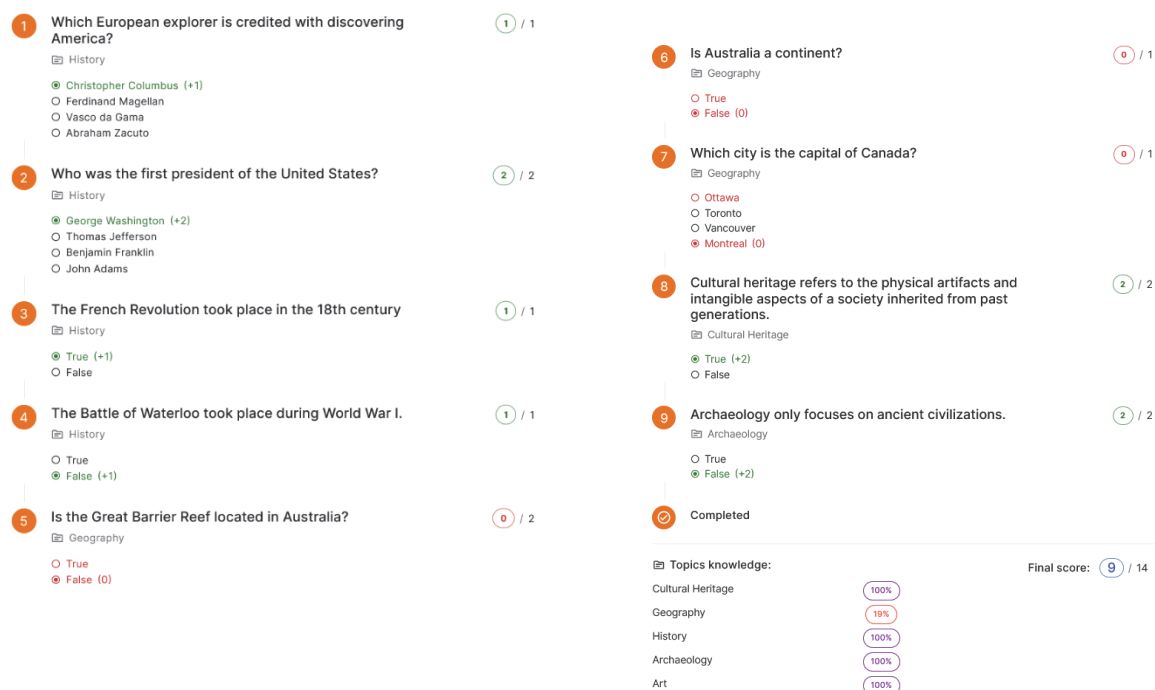 1 Which European explorer is credited with discovering 1 / 1
America?
History
Christopher Columbus (+1)
Ferdinand Magellan
Vasco da Gama
Abraham Zacuto
2 Who was the first president of the United States? 2 / 2
History
George Washington (+2)
Thomas Jefferson
Benjamin Franklin
John Adams
3 The French Revolution took place in the 18th century 1 / 1
History
True (+1)
False
4 The Battle of Waterloo took place during World War I. 1 / 1
History
True
False (+1)
5 Is the Great Barrier Reef located in Australia? 0 / 2
Geography
True
False (0)
6 Is Australia a continent? 0 / 1
Geography
True
False (0)
7 Which city is the capital of Canada? 0 / 1
Geography
Ottawa
Toronto
Vancouver
Montreal (0)
8 Cultural heritage refers to the physical artifacts and 2 / 2
intangible aspects of a society inherited from past
generations.
Cultural Heritage
True (+2)
False
9 Archaeology only focuses on ancient civilizations. 2 / 2
Archaeology
True
False (+2)
Completed
Topics knowledge: Final score: 9 / 14
Cultural Heritage 100%
Geography 19%
History 100%
Archaeology 100%
Art 100%